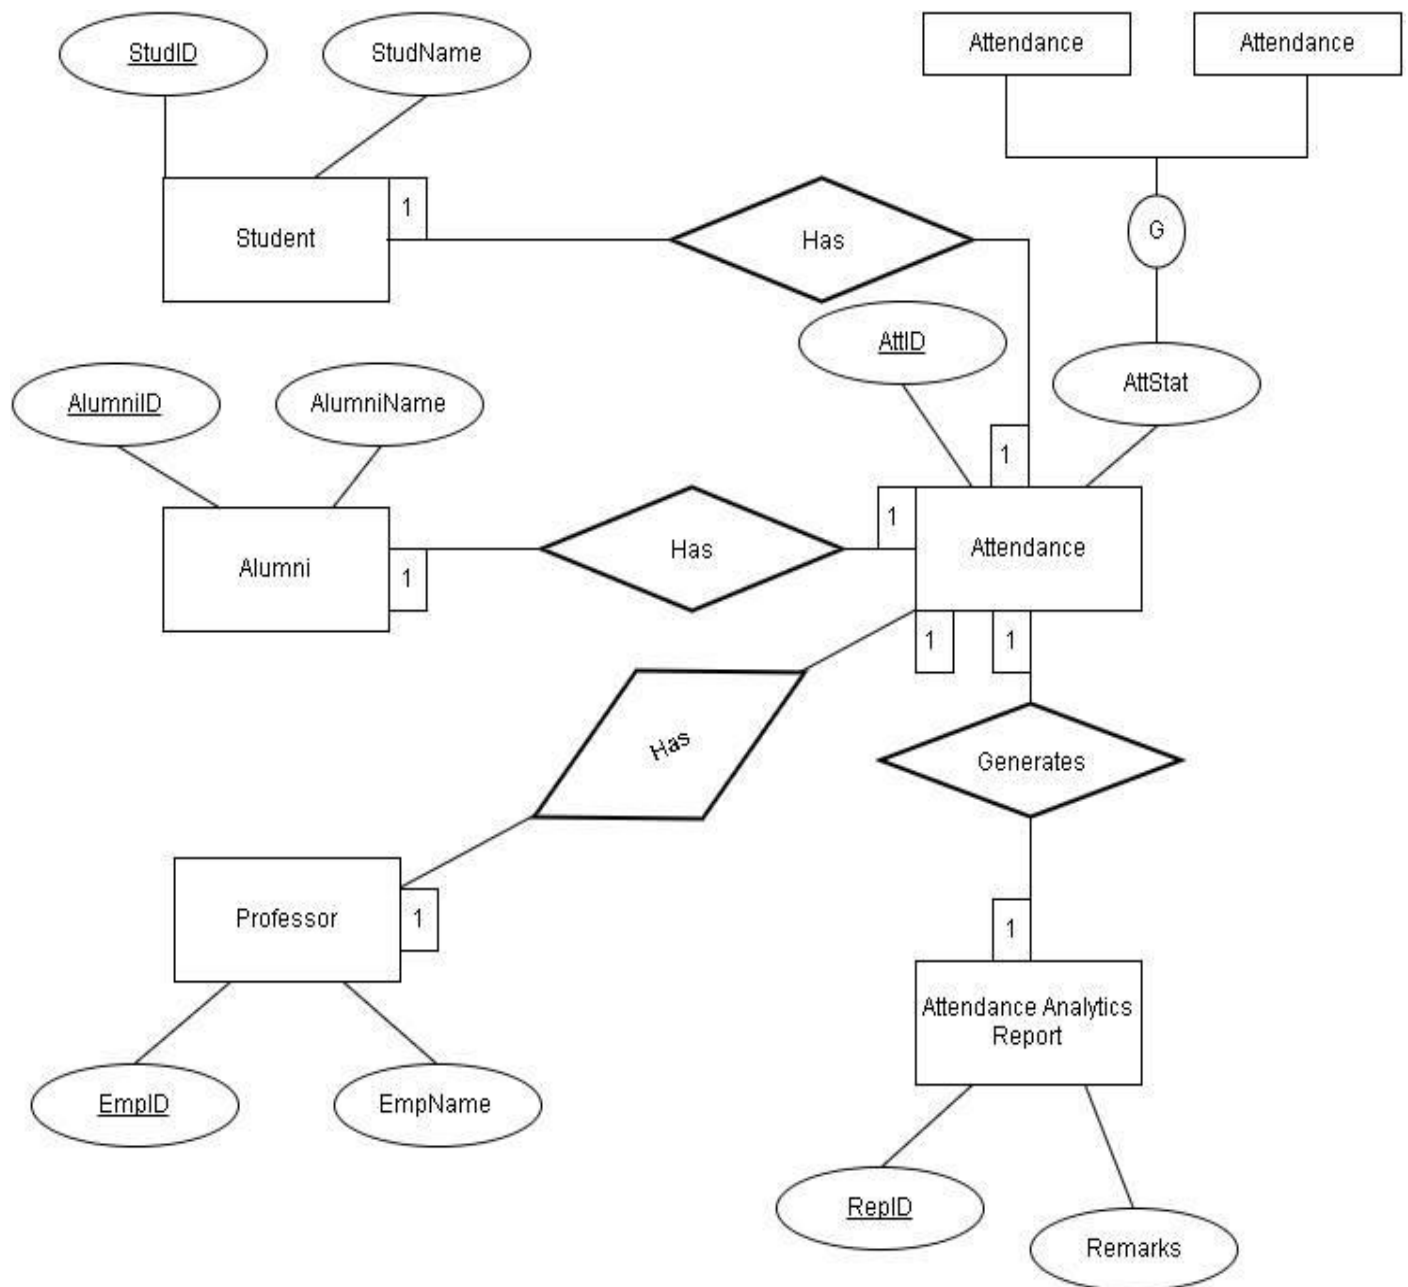 StudID
StudName
Attendance
Attendance
1
Student
Has
G
AttID
AttStat
AlumniID
AlumniName
1
1
Alumni
1
Has
Attendance
1
1
Has
Generates
Professor
1
1
Attendance Analytics
Report
EmpID
EmpName
RepID
Remarks